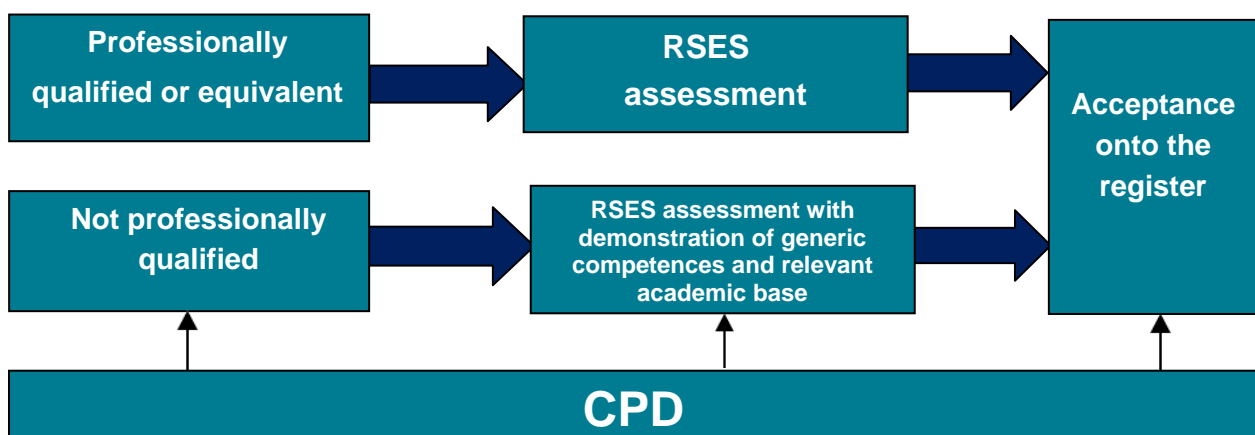 Professionally
qualified or equivalent
RSES
assessment
Acceptance
onto the
register
Not professionally
qualified
RSES assessment with
demonstration of generic
competences and relevant
academic base
CPD